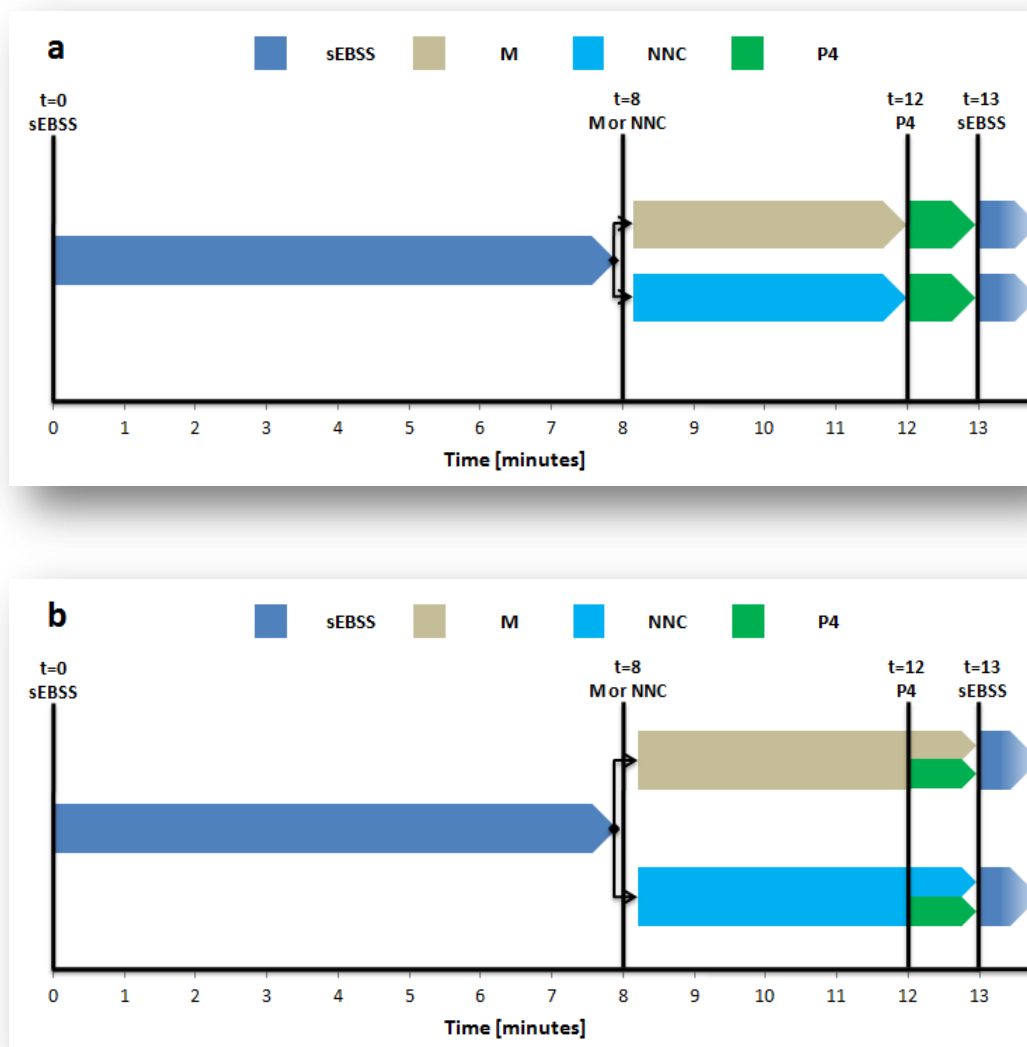 a
sEBSS M NNC P4
t=0 t=8 t=12 t=13
sEBSS M or NNC P4 sEBSS
0 1 2 3 4 5 6 7 8 9 10 11 12 13
Time [minutes]
b
sEBSS M NNC P4
t=0 t=8 t=12 t=13
sEBSS M or NNC P4 sEBSS
0 1 2 3 4 5 6 7 8 9 10 11 12 13
Time [minutes]